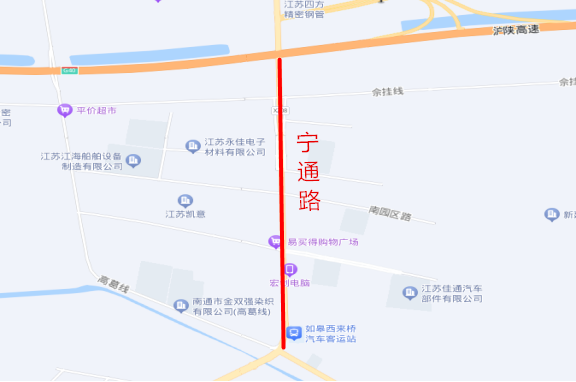 江苏四方
精密钢管
沪陕高速
G40
余挂线
余挂
密
公司
平价超市
江苏永佳电子
材料有限公司
江苏江海船舶设备
制造有限公司
宁通路
江苏凯意
南园区路
新
易买得购物广场
宏创电脑
高葛线
江苏佳通汽车
部件有限公司
南通市金双强染织
有限公司(高葛线)
如皋西来桥
汽车客运站